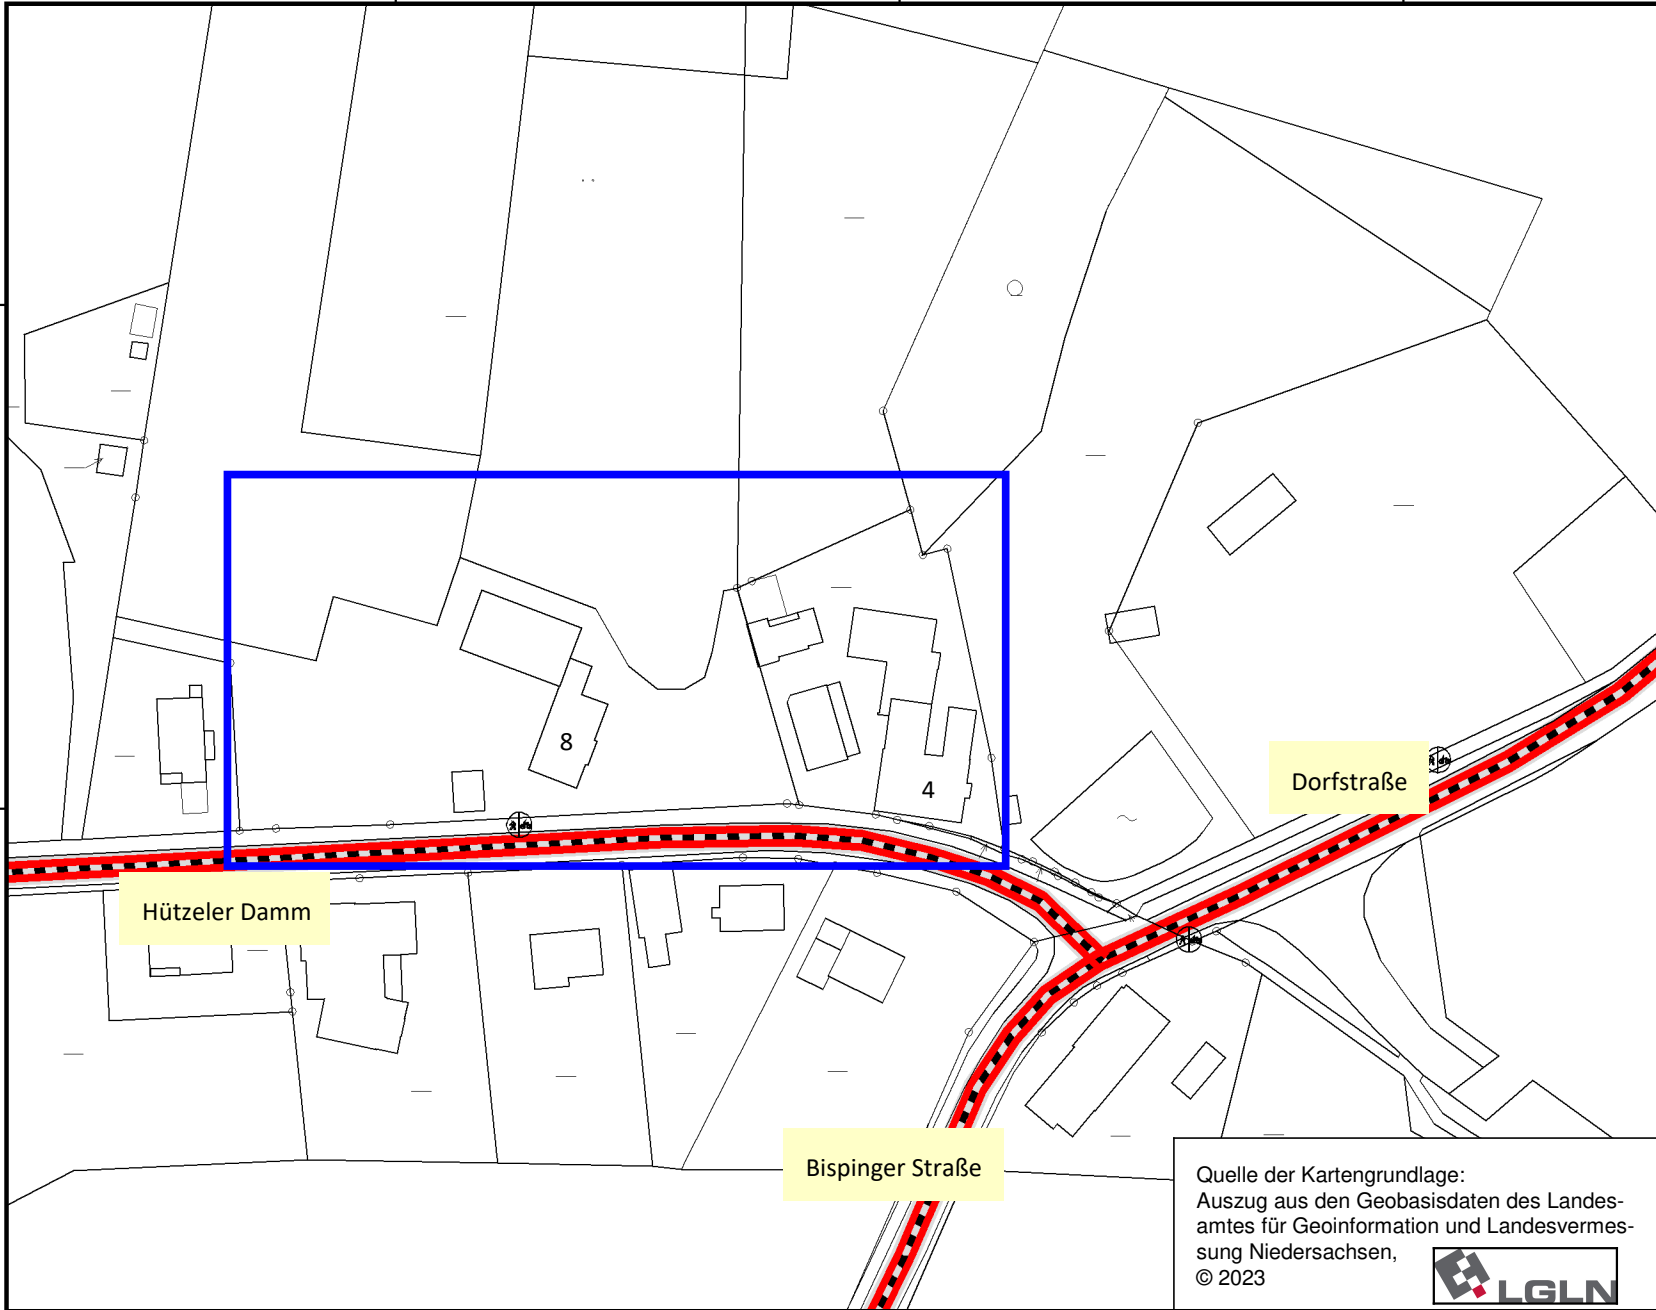 8
4
Dorfstraße
Hützeler Damm
Bispinger Straße
Quelle der Kartengrundlage:
Auszug aus den Geobasisdaten des Landes-
amtes für Geoinformation und Landesvermes-
sung Niedersachsen,
© 2023
LGLN